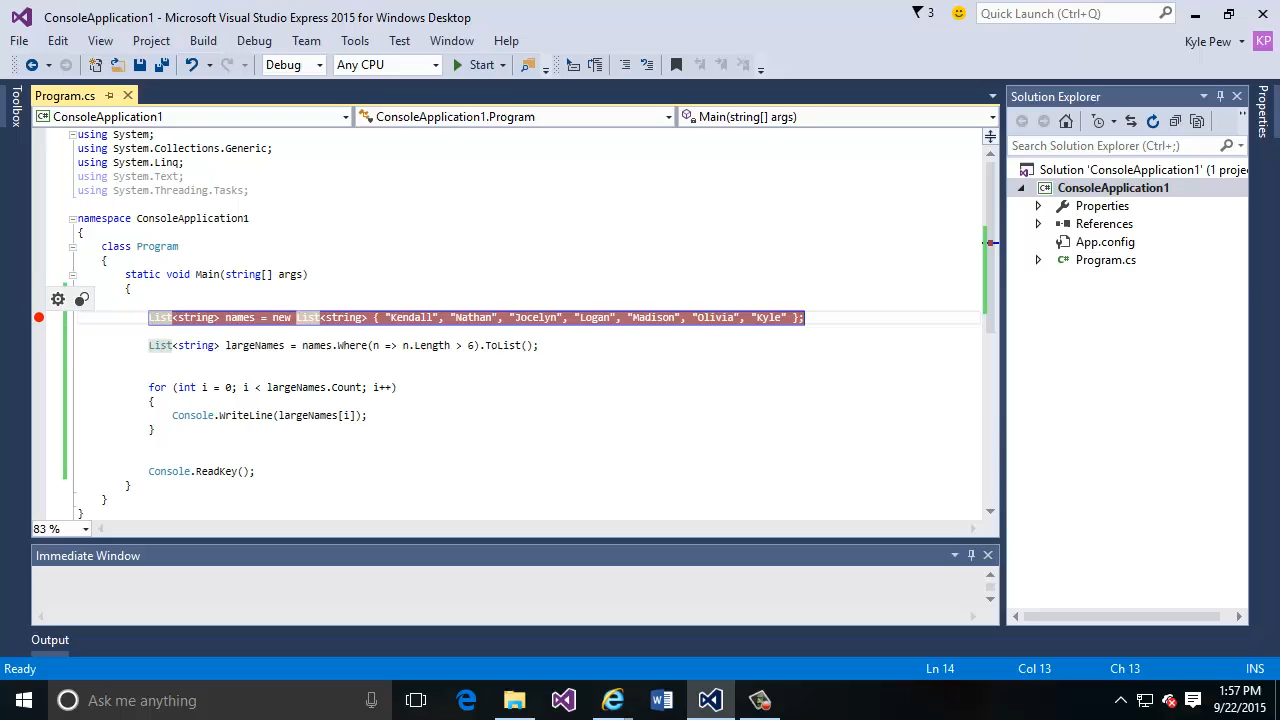 ConsoleApplication1 - Microsoft Visual Studio Express 2015 for Windows Desktop
3
Quick Launch (Ctrl+Q)
File Edit View Project Build Debug Team Tools Test Window Help
Kyle Pew
KP
Debug
Any CPU
Start
Toolbox
Program.cs
ConsoleApplication1
ConsoleApplication1.Program
Main(string[] args)
using System;
using System.Collections.Generic;
using System.Linq;
using System.Text;
using System.Threading.Tasks;
namespace ConsoleApplication1
{
class Program
{
static void Main(string[] args)
{
List<string> names = new List<string> { "Kendall", "Nathan", "Jocelyn", "Logan", "Madison", "Olivia", "Kyle" };
List<string> largeNames = names.Where(n => n.Length > 6).ToList();
for (int i = 0; i < largeNames.Count; i++)
{
Console.WriteLine(largeNames[i]);
}
Console.ReadKey();
}
}
}
83 %
Immediate Window
Output
Solution Explorer
Search Solution Explorer (Ctrl+;)
Solution 'ConsoleApplication1' (1 proje
C# ConsoleApplication1
Properties
References
App.config
C# Program.cs
Properties
Ready
Ln 14
Col 13
Ch 13
INS
Ask me anything
1:57 PM
9/22/2015